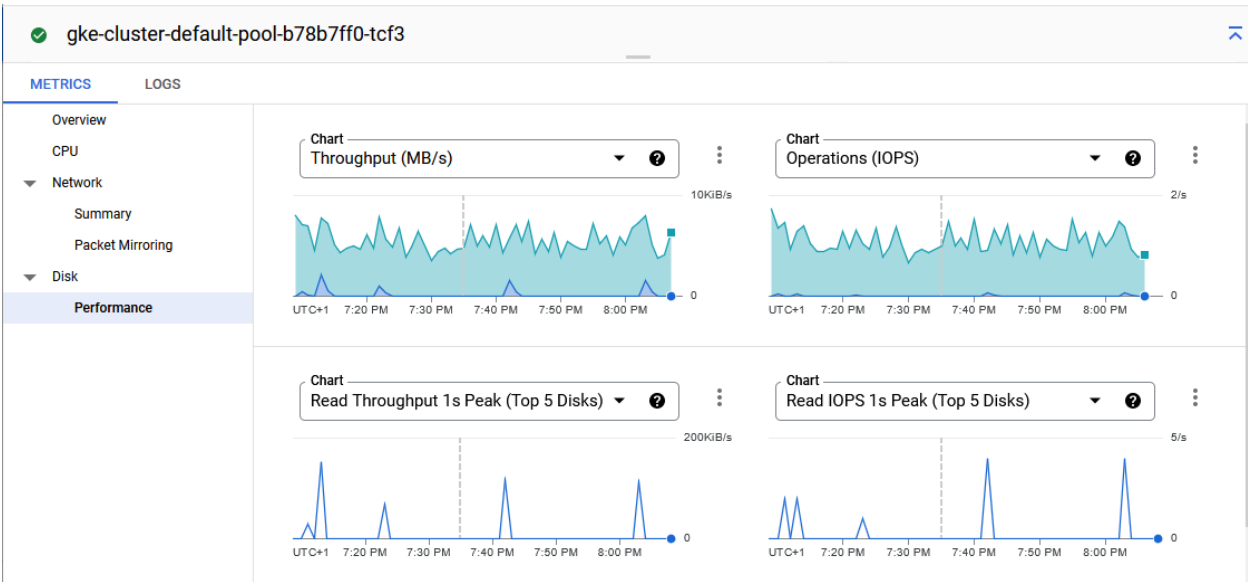 gke-cluster-default-pool-b78b7ff0-tcf3
METRICS
LOGS
Overview
CPU
Network
Summary
Packet Mirroring
Disk
Performance
Chart
Throughput (MB/s)
10KiB/s
0
UTC+1 7:20 PM 7:30 PM 7:40 PM 7:50 PM 8:00 PM
Chart
Operations (IOPS)
2/s
0
UTC+1 7:20 PM 7:30 PM 7:40 PM 7:50 PM 8:00 PM
Chart
Read Throughput 1s Peak (Top 5 Disks)
200KiB/s
0
UTC+1 7:20 PM 7:30 PM 7:40 PM 7:50 PM 8:00 PM
Chart
Read IOPS 1s Peak (Top 5 Disks)
5/s
0
UTC+1 7:20 PM 7:30 PM 7:40 PM 7:50 PM 8:00 PM